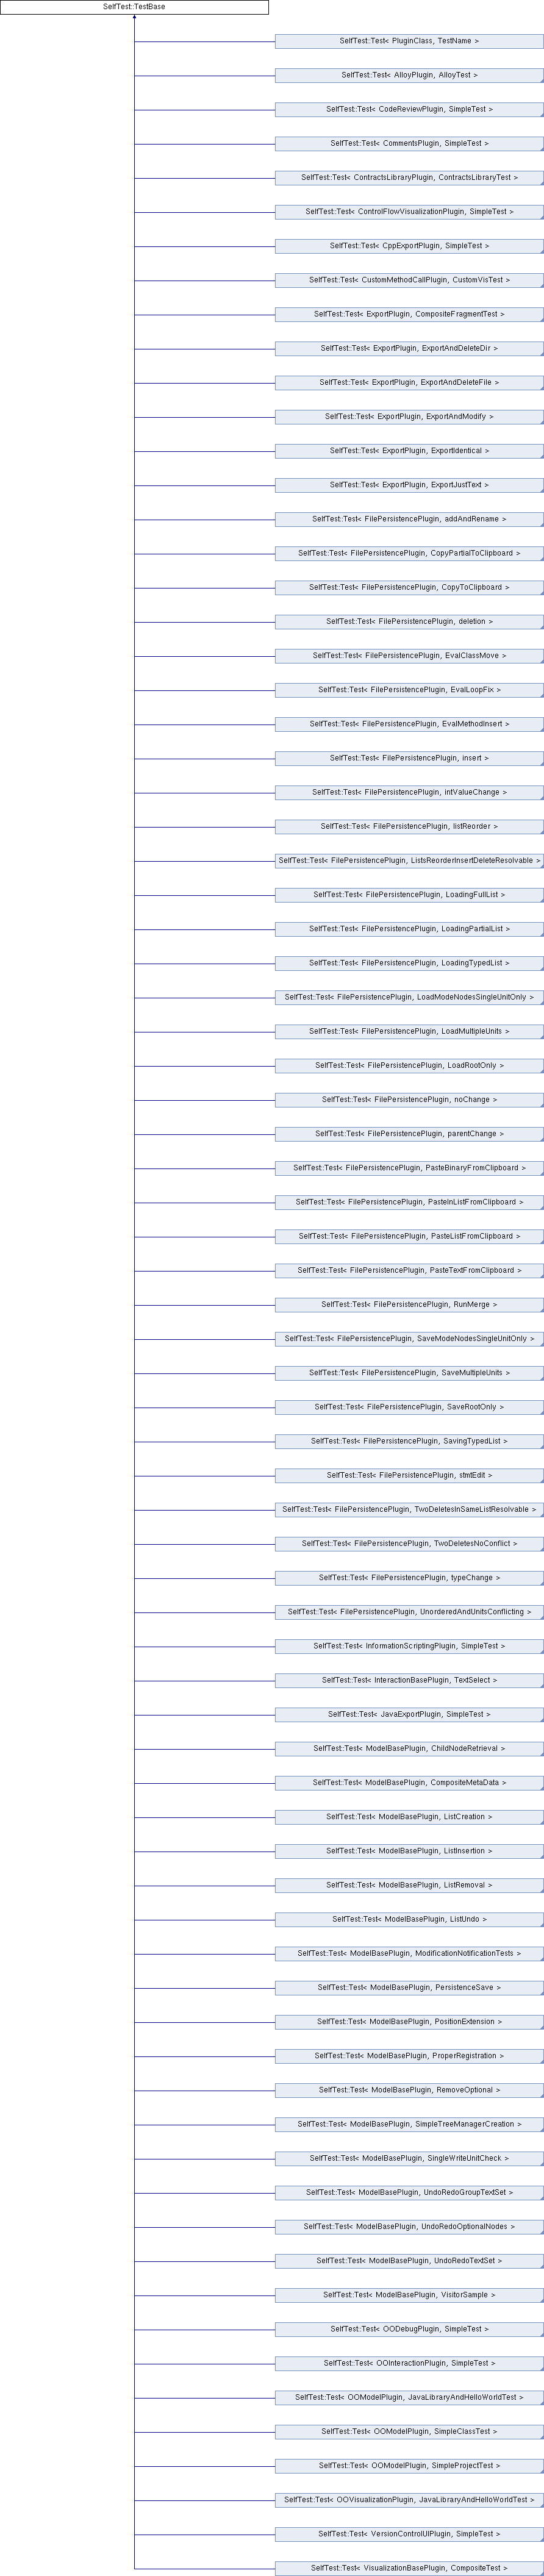 SelfTest::TestBase
SelfTest::Test< PluginClass, TestName >
SelfTest::Test< AlloyPlugin, AlloyTest >
SelfTest::Test< CodeReviewPlugin, SimpleTest >
SelfTest::Test< CommentsPlugin, SimpleTest >
SelfTest::Test< ContractsLibraryPlugin, ContractsLibraryTest >
SelfTest::Test< ControlFlowVisualizationPlugin, SimpleTest >
SelfTest::Test< CppExportPlugin, SimpleTest >
SelfTest::Test< CustomMethodCallPlugin, CustomVisTest >
SelfTest::Test< ExportPlugin, CompositeFragmentTest >
SelfTest::Test< ExportPlugin, ExportAndDeleteDir >
SelfTest::Test< ExportPlugin, ExportAndDeleteFile >
SelfTest::Test< ExportPlugin, ExportAndModify >
SelfTest::Test< ExportPlugin, ExportIdentical >
SelfTest::Test< ExportPlugin, ExportJustText >
SelfTest::Test< FilePersistencePlugin, addAndRename >
SelfTest::Test< FilePersistencePlugin, CopyPartialToClipboard >
SelfTest::Test< FilePersistencePlugin, CopyToClipboard >
SelfTest::Test< FilePersistencePlugin, deletion >
SelfTest::Test< FilePersistencePlugin, EvalClassMove >
SelfTest::Test< FilePersistencePlugin, EvalLoopFix >
SelfTest::Test< FilePersistencePlugin, EvalMethodInsert >
SelfTest::Test< FilePersistencePlugin, insert >
SelfTest::Test< FilePersistencePlugin, intValueChange >
SelfTest::Test< FilePersistencePlugin, listReorder >
SelfTest::Test< FilePersistencePlugin, ListsReorderInsertDeleteResolvable >
SelfTest::Test< FilePersistencePlugin, LoadingFullList >
SelfTest::Test< FilePersistencePlugin, LoadingPartialList >
SelfTest::Test< FilePersistencePlugin, LoadingTypedList >
SelfTest::Test< FilePersistencePlugin, LoadModeNodesSingleUnitOnly >
SelfTest::Test< FilePersistencePlugin, LoadMultipleUnits >
SelfTest::Test< FilePersistencePlugin, LoadRootOnly >
SelfTest::Test< FilePersistencePlugin, noChange >
SelfTest::Test< FilePersistencePlugin, parentChange >
SelfTest::Test< FilePersistencePlugin, PasteBinaryFromClipboard >
SelfTest::Test< FilePersistencePlugin, PasteInListFromClipboard >
SelfTest::Test< FilePersistencePlugin, PasteListFromClipboard >
SelfTest::Test< FilePersistencePlugin, PasteTextFromClipboard >
SelfTest::Test< FilePersistencePlugin, RunMerge >
SelfTest::Test< FilePersistencePlugin, SaveModeNodesSingleUnitOnly >
SelfTest::Test< FilePersistencePlugin, SaveMultipleUnits >
SelfTest::Test< FilePersistencePlugin, SaveRootOnly >
SelfTest::Test< FilePersistencePlugin, SavingTypedList >
SelfTest::Test< FilePersistencePlugin, stmtEdit >
SelfTest::Test< FilePersistencePlugin, TwoDeletesInSameListResolvable >
SelfTest::Test< FilePersistencePlugin, TwoDeletesNoConflict >
SelfTest::Test< FilePersistencePlugin, typeChange >
SelfTest::Test< FilePersistencePlugin, UnorderedAndUnitsConflicting >
SelfTest::Test< InformationScriptingPlugin, SimpleTest >
SelfTest::Test< InteractionBasePlugin, TextSelect >
SelfTest::Test< JavaExportPlugin, SimpleTest >
SelfTest::Test< ModelBasePlugin, ChildNodeRetrieval >
SelfTest::Test< ModelBasePlugin, CompositeMetaData >
SelfTest::Test< ModelBasePlugin, ListCreation >
SelfTest::Test< ModelBasePlugin, ListInsertion >
SelfTest::Test< ModelBasePlugin, ListRemoval >
SelfTest::Test< ModelBasePlugin, ListUndo >
SelfTest::Test< ModelBasePlugin, ModificationNotificationTests >
SelfTest::Test< ModelBasePlugin, PersistenceSave >
SelfTest::Test< ModelBasePlugin, PositionExtension >
SelfTest::Test< ModelBasePlugin, ProperRegistration >
SelfTest::Test< ModelBasePlugin, RemoveOptional >
SelfTest::Test< ModelBasePlugin, SimpleTreeManagerCreation >
SelfTest::Test< ModelBasePlugin, SingleWriteUnitCheck >
SelfTest::Test< ModelBasePlugin, UndoRedoGroupTextSet >
SelfTest::Test< ModelBasePlugin, UndoRedoOptionalNodes >
SelfTest::Test< ModelBasePlugin, UndoRedoTextSet >
SelfTest::Test< ModelBasePlugin, VisitorSample >
SelfTest::Test< OODebugPlugin, SimpleTest >
SelfTest::Test< OOInteractionPlugin, SimpleTest >
SelfTest::Test< OOModelPlugin, JavaLibraryAndHelloWorldTest >
SelfTest::Test< OOModelPlugin, SimpleClassTest >
SelfTest::Test< OOModelPlugin, SimpleProjectTest >
SelfTest::Test< OOVisualizationPlugin, JavaLibraryAndHelloWorldTest >
SelfTest::Test< VersionControlUIPlugin, SimpleTest >
SelfTest::Test< VisualizationBasePlugin, CompositeTest >